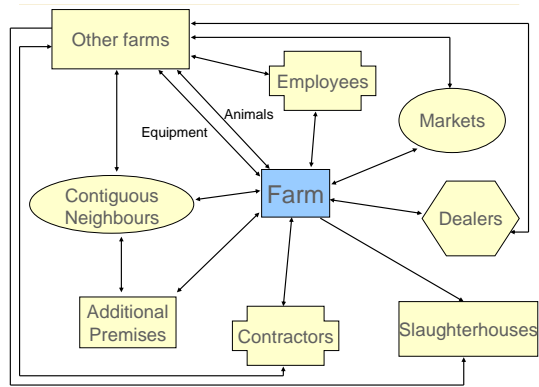 Other farms
Employees
Animals
Equipment
Markets
Farm
Contiguous
Neighbours
Dealers
Additional
Premises
Contractors
Slaughterhouses